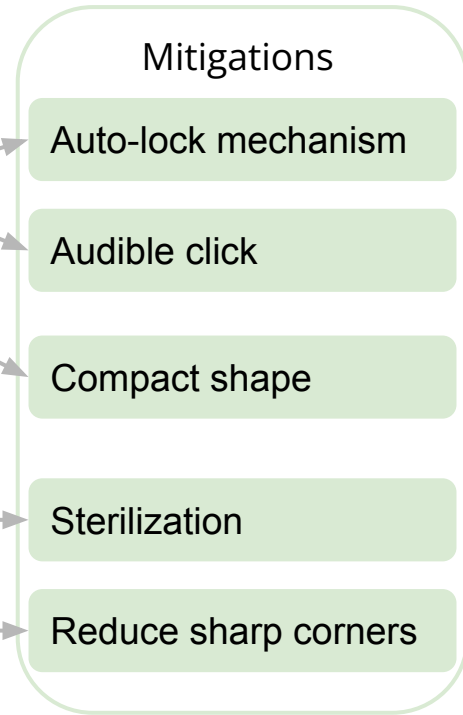 Mitigations
Auto-lock mechanism
Audible click
Compact shape
Sterilization
Reduce sharp corners